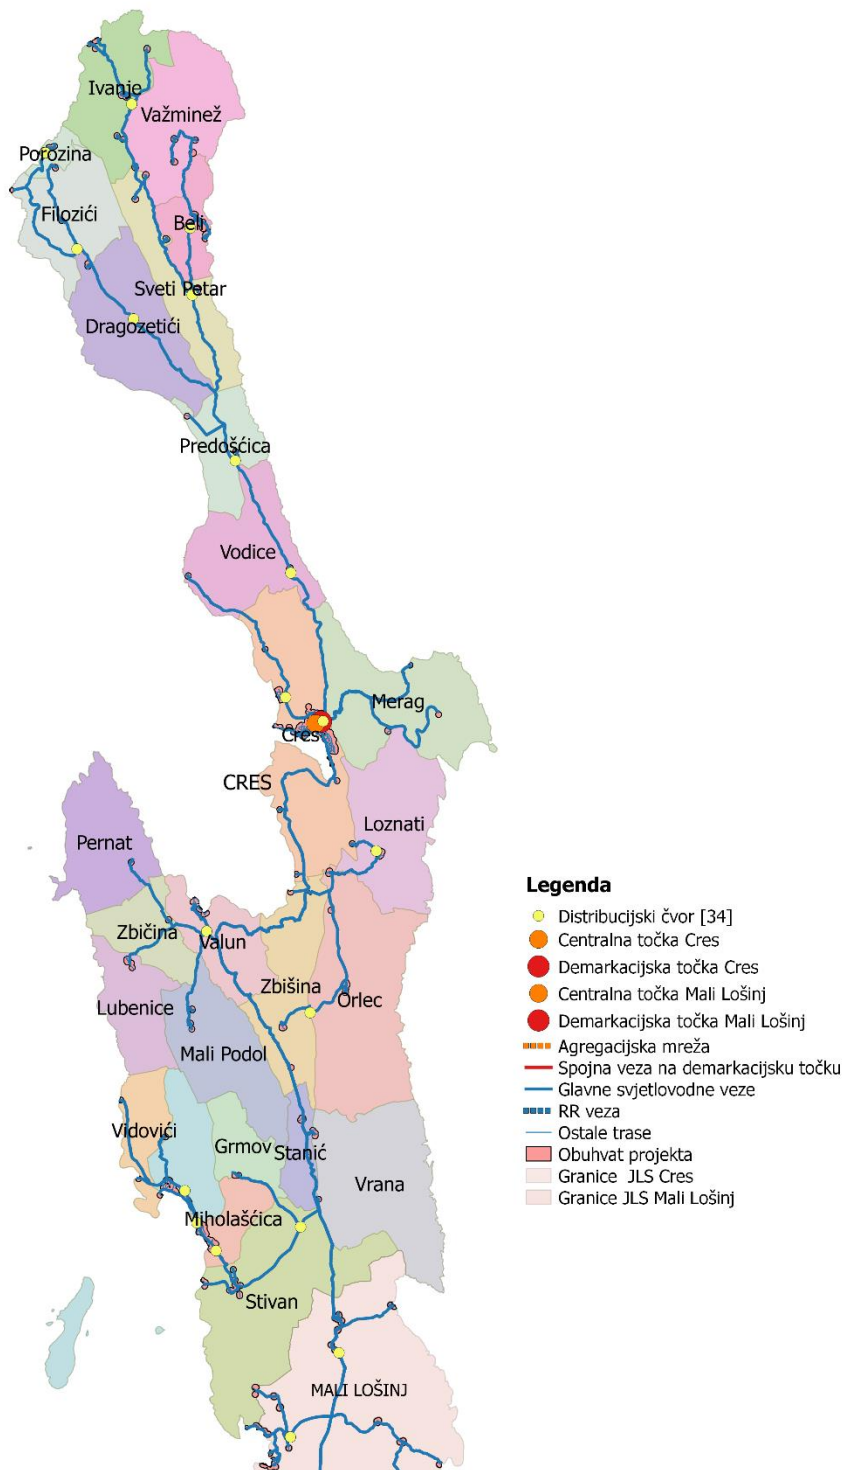 Ivanje
Važminež
Porozina
Filozići
Beli
Sveti Petar
Dragozetići
Predošćica
Vodice
Merag
Cres
CRES
Loznati
Pernat
Zbičina
Valun
Zbišina
Orlec
Lubenice
Mali Podol
Vidovići
Grmov
Stanić
Vrana
Miholašćica
Stivan
MALI LOŠINJ
Legenda
Distribucijski čvor [34]
Centralna točka Cres
Demarkacijska točka Cres
Centralna točka Mali Lošinj
Demarkacijska točka Mali Lošinj
Agregacijska mreža
Spojna veza na demarkacijsku točku
Glavne svjetlovodne veze
RR veza
Ostale trase
Obuhvat projekta
Granice JLS Cres
Granice JLS Mali Lošinj